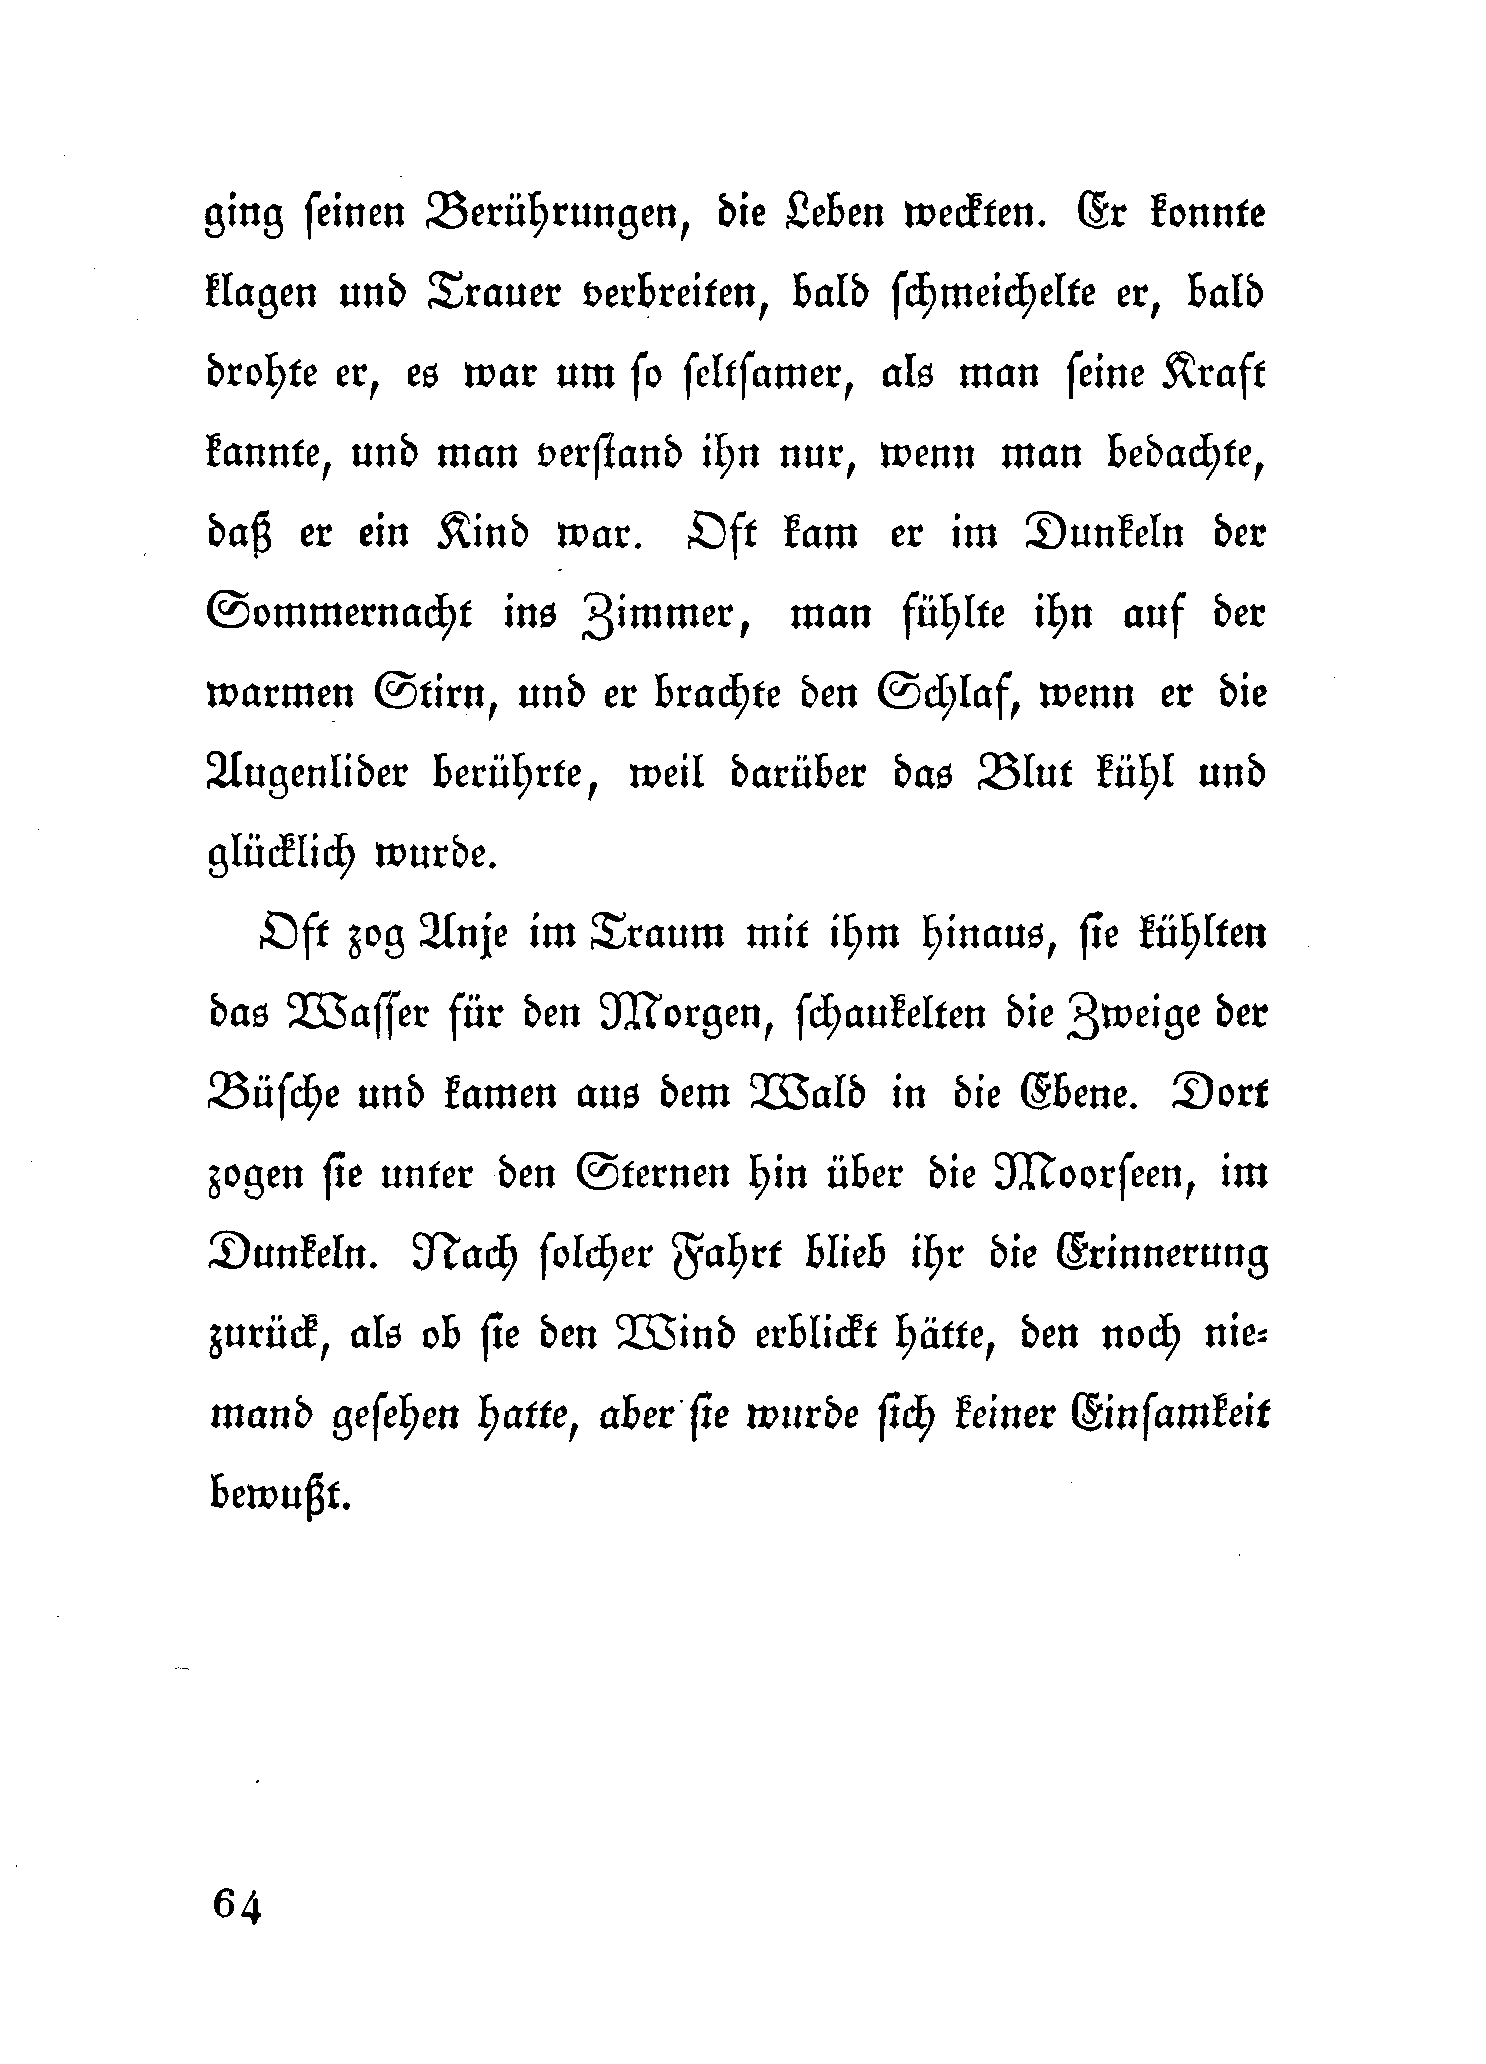 ging ſeinen Berührungen, die Leben weckten. Er konnte
klagen und Trauer verbreiten, bald ſchmeichelte er, bald
drohte er, es war um ſo ſeltſamer, als man ſeine Kraft
kannte, und man verſtand ihn nur, wenn man bedachte,
daß er ein Kind war. Oft kam er im Dunkeln der
Sommernacht ins Zimmer, man fühlte ihn auf der
warmen Stirn, und er brachte den Schlaf, wenn er die
Augenlider berührte, weil darüber das Blut kühl und
glücklich wurde.
Oft zog Anje im Traum mit ihm hinaus, ſie kühlten
das Waſſer für den Morgen, ſchaukelten die Zweige der
Büſche und kamen aus dem Wald in die Ebene. Dort
zogen ſie unter den Sternen hin über die Moorſeen, im
Dunkeln. Nach ſolcher Fahrt blieb ihr die Erinnerung
zurück, als ob ſie den Wind erblickt hätte, den noch nie⸗
mand geſehen hatte, aber ſie wurde ſich keiner Einſamkeit
bewußt.
64